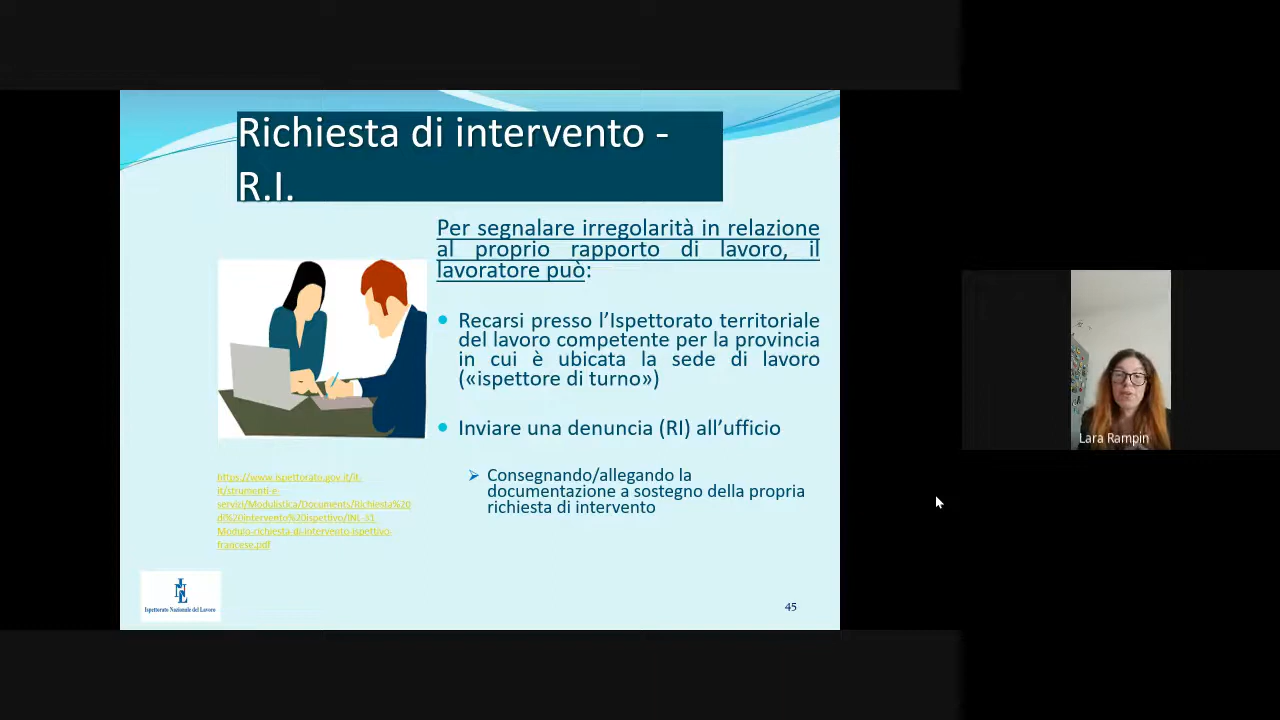 Richiesta di intervento -
R.I.
Per segnalare irregolarità in relazione
al proprio rapporto di lavoro, il
lavoratore può:
Recarsi presso l'Ispettorato territoriale
del lavoro competente per la provincia
in cui è ubicata la sede di lavoro
(«ispettore di turno»)
Inviare una denuncia (RI) all'ufficio
Consegnando/allegando la
documentazione a sostegno della propria
richiesta di intervento
https://www.ispettorato.gov.it/it-
it/strumenti-e-
servizi/Modulistica/Documents/Richiesta%20
di%20intervento%20ispettivo/INL-31
Modulo-richiesta-di-intervento-ispettivo-
francese.pdf
INL
Ispettorato Nazionale del Lavoro
45
Lara Rampin